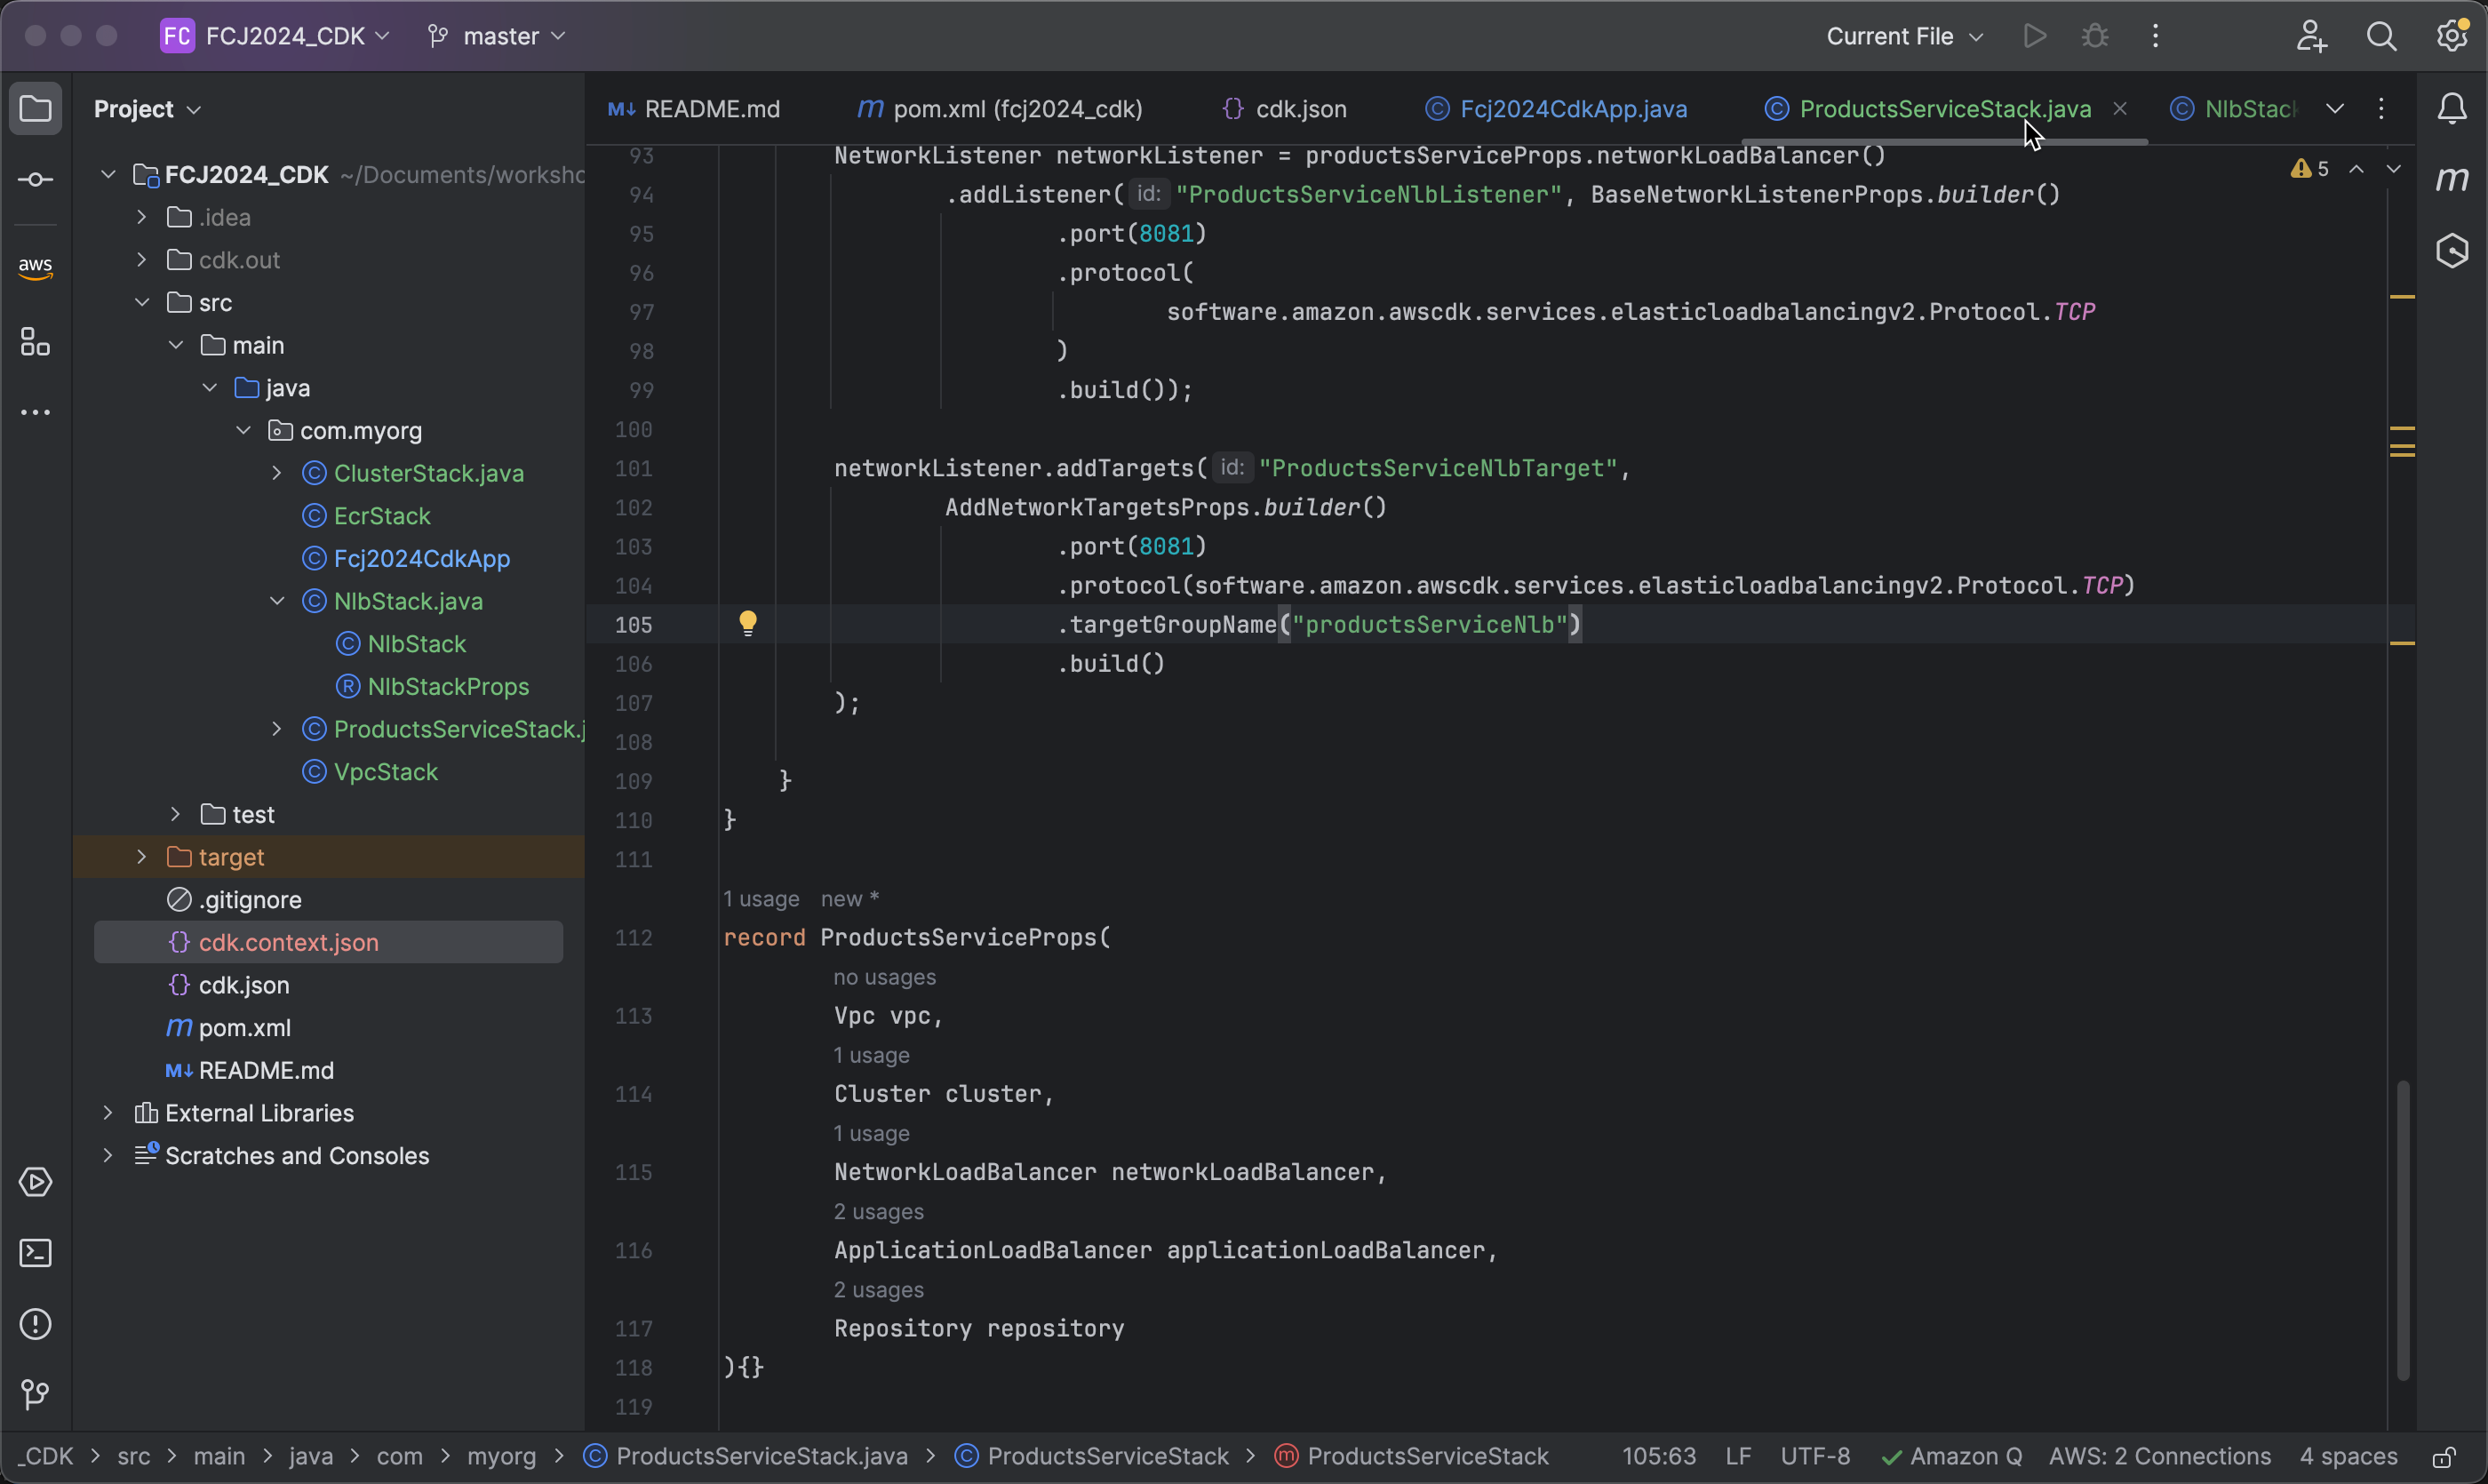 FC FCJ2024_CDK master Current File
Project
README.md pom.xml (fcj2024_cdk) cdk.json Fcj2024CdkApp.java ProductsServiceStack.java NlbStack
5
aws
FCJ2024_CDK ~/Documents/worksho
.idea
cdk.out
src
main
java
com.myorg
ClusterStack.java
EcrStack
Fcj2024CdkApp
NlbStack.java
NlbStack
NlbStackProps
ProductsServiceStack.j
VpcStack
test
target
.gitignore
cdk.context.json
cdk.json
pom.xml
README.md
External Libraries
Scratches and Consoles
93 NetworkListener networkListener = productsServiceProps.networkLoadBalancer()
94 .addListener( id: "ProductsServiceNlbListener", BaseNetworkListenerProps.builder()
95 .port(8081)
96 .protocol(
97 software.amazon.awscdk.services.elasticloadbalancingv2.Protocol.TCP
98 )
99 .build());
100
101 networkListener.addTargets( id: "ProductsServiceNlbTarget",
102 AddNetworkTargetsProps.builder()
103 .port(8081)
104 .protocol(software.amazon.awscdk.services.elasticloadbalancingv2.Protocol.TCP)
105 .targetGroupName("productsServiceNlb")
106 .build()
107 );
108
109 }
110 }
111
1 usage new *
112 record ProductsServiceProps(
no usages
113 Vpc vpc,
1 usage
114 Cluster cluster,
1 usage
115 NetworkLoadBalancer networkLoadBalancer,
2 usages
116 ApplicationLoadBalancer applicationLoadBalancer,
2 usages
117 Repository repository
118 ){}
119
_CDK > src > main > java > com > myorg > ProductsServiceStack.java > ProductsServiceStack > ProductsServiceStack 105:63 LF UTF-8 Amazon Q AWS: 2 Connections 4 spaces